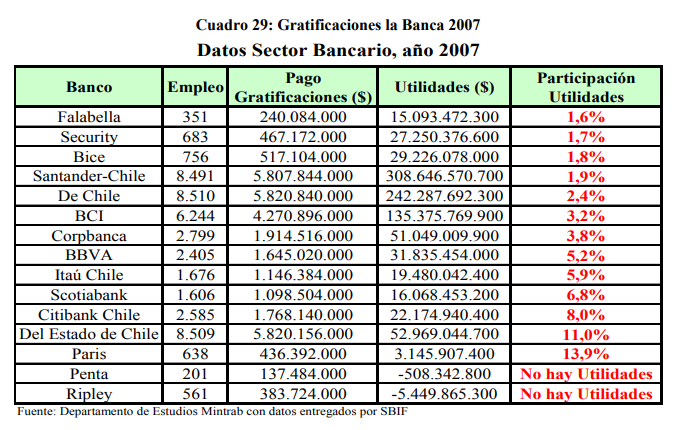 Cuadro 29: Gratificaciones la Banca 2007
Datos Sector Bancario, año 2007
Banco Empleo Pago Gratificaciones ($) Utilidades ($) Participación Utilidades
Falabella 351 240.084.000 15.093.472.300 1,6%
Security 683 467.172.000 27.250.376.600 1,7%
Bice 756 517.104.000 29.226.078.000 1,8%
Santander-Chile 8.491 5.807.844.000 308.646.570.700 1,9%
De Chile 8.510 5.820.840.000 242.287.692.300 2,4%
BCI 6.244 4.270.896.000 135.375.769.900 3,2%
Corpbanca 2.799 1.914.516.000 51.049.009.900 3,8%
BBVA 2.405 1.645.020.000 31.835.454.000 5,2%
Itaú Chile 1.676 1.146.384.000 19.480.042.400 5,9%
Scotiabank 1.606 1.098.504.000 16.068.453.200 6,8%
Citibank Chile 2.585 1.768.140.000 22.174.940.400 8,0%
Del Estado de Chile 8.509 5.820.156.000 52.969.044.700 11,0%
Paris 638 436.392.000 3.145.907.400 13,9%
Penta 201 137.484.000 -508.342.800 No hay Utilidades
Ripley 561 383.724.000 -5.449.865.300 No hay Utilidades
Fuente: Departamento de Estudios Mintrab con datos entregados por SBIF